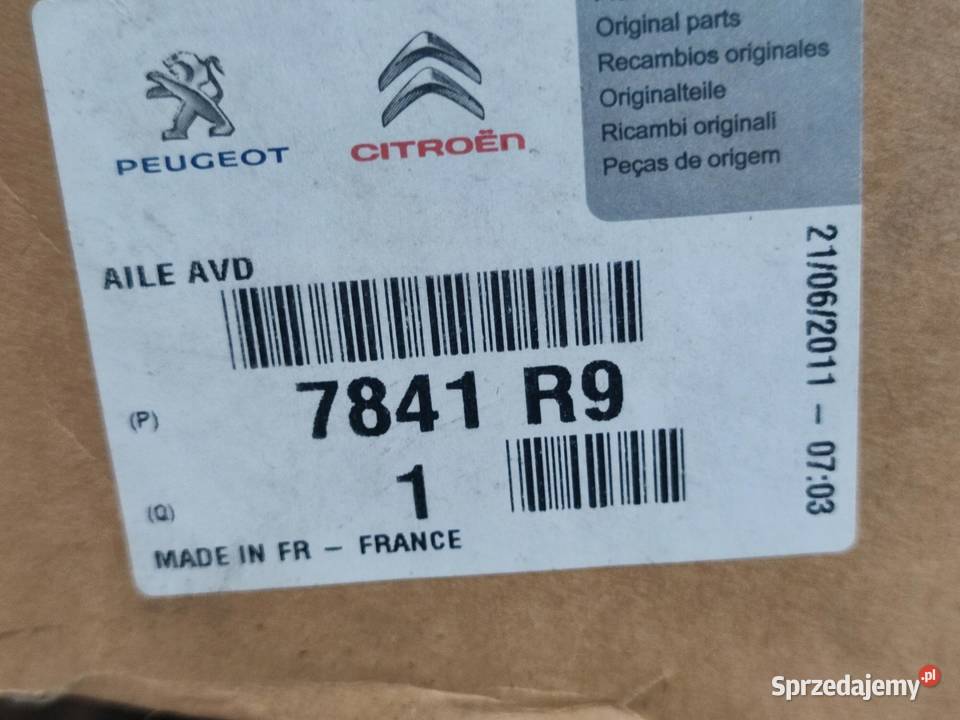 Original parts
Recambios originales
Originalteile
Ricambi originali
Peças de origem
PEUGEOT
CITROËN
AILE AVD
21/06/2011 - 07:03
(P)
7841 R9
(Q)
1
MADE IN FR - FRANCE
Sprzedajemy.pl